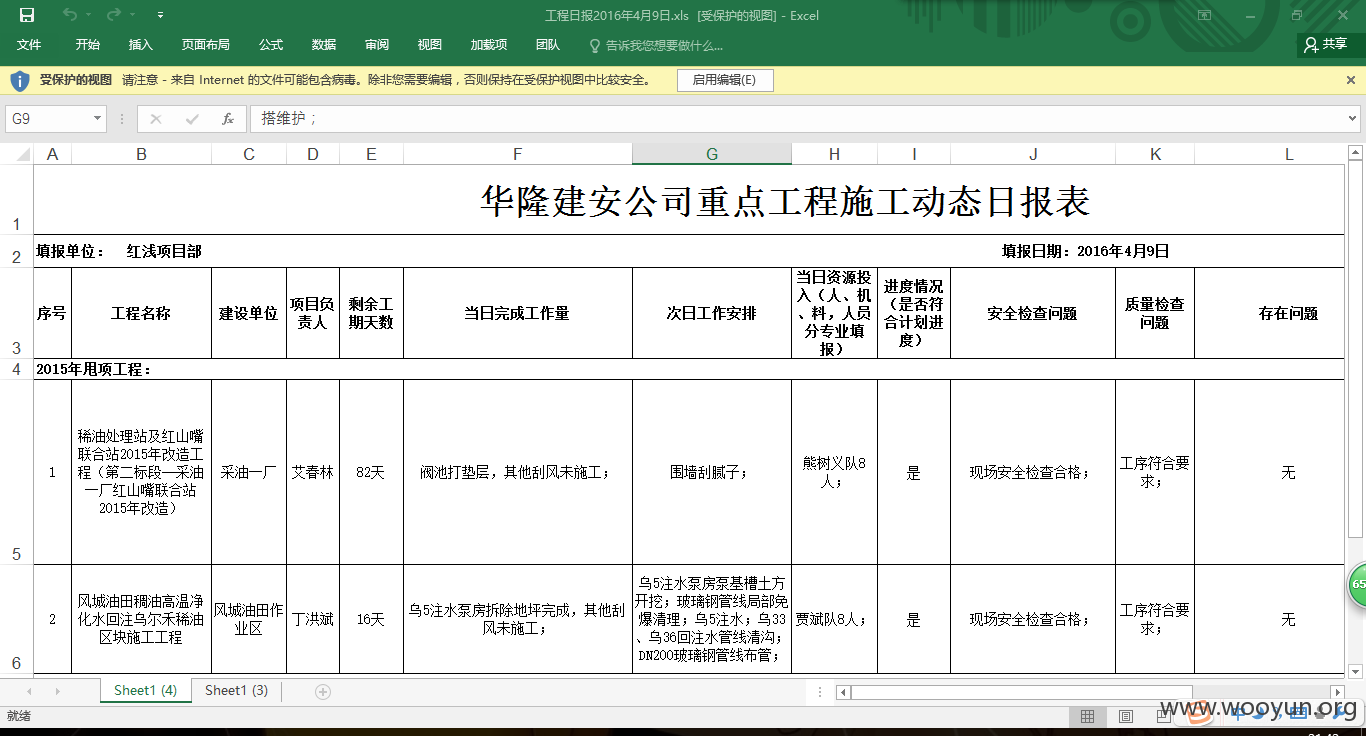 工程日报2016年4月9日.xls [受保护的视图] - Excel
文件 开始 插入 页面布局 公式 数据 审阅 视图 加载项 团队 告诉我您想要做什么... 共享
受保护的视图 请注意 - 来自 Internet 的文件可能包含病毒。除非您需要编辑，否则保持在受保护视图中比较安全。 启用编辑(E)
G9 fx 搭维护；
A B C D E F G H I J K L
1 华隆建安公司重点工程施工动态日报表
2 填报单位： 红浅项目部 填报日期：2016年4月9日
3
序号
工程名称
建设单位
项目负
责人
剩余工
期天数
当日完成工作量
次日工作安排
当日资源投
入（人、机
、料，人员
分专业填
报）
进度情况
（是否符
合计划进
度）
安全检查问题
质量检查
问题
存在问题
4 2015年甩项工程：
5
1
稀油处理站及红山嘴
联合站2015年改造工
程（第二标段—采油
一厂红山嘴联合站
2015年改造）
采油一厂
艾春林
82天
阀池打垫层，其他刮风未施工；
围墙刮腻子；
熊树义队8
人；
是
现场安全检查合格；
工序符合要
求；
无
6
2
风城油田稠油高温净
化水回注乌尔禾稀油
区块施工工程
风城油田作
业区
丁洪斌
16天
乌5注水泵房拆除地坪完成，其他刮
风未施工；
乌5注水泵房泵基槽土方
开挖；玻璃钢管线局部免
爆清理；乌5注水；乌33
、乌36回注水管线清沟；
DN200玻璃钢管线布管；
贾斌队8人；
是
现场安全检查合格；
工序符合要
求；
无
Sheet1 (4) Sheet1 (3)
就绪
www.wooyun.org
中
65